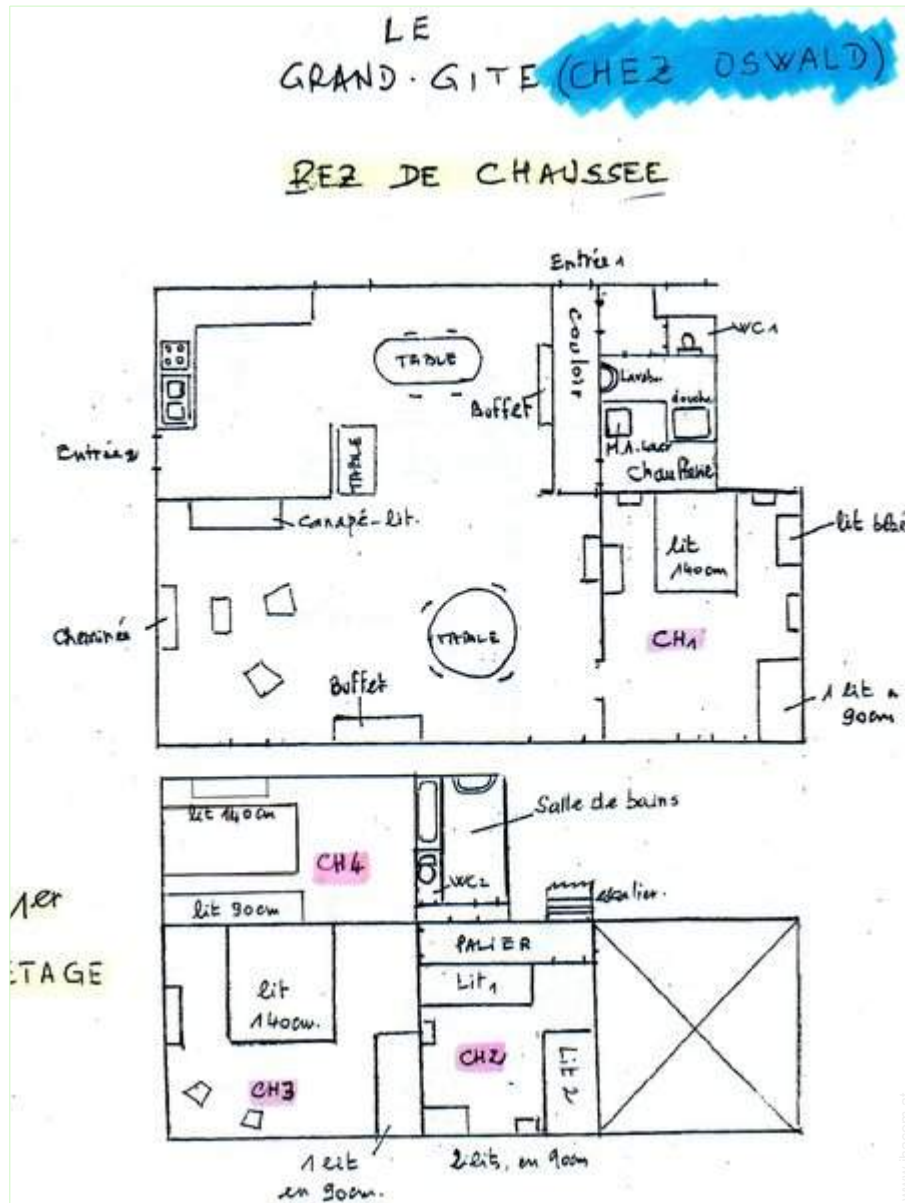 LE
GRAND.GITE (CHEZ OSWALD)
REZ DE CHAUSSEE
Entrée 1
couloir
WC1
TABLE
Buffet
Lavabo
douche
Entrée 2
TABLE
Chaufferie
canapé-lit.
lit bébé
lit
140cm
Cheminée
TABLE
CH1
Buffet
1 lit
90cm
lit 140cm
Salle de bains
CH4
WC2
lit 90cm
escalier.
1er
ETAGE
PALIER
Lit 1
lit
140cm.
CH2
Lit 2
CH3
1 lit
en 90cm.
2 lits, en 90cm